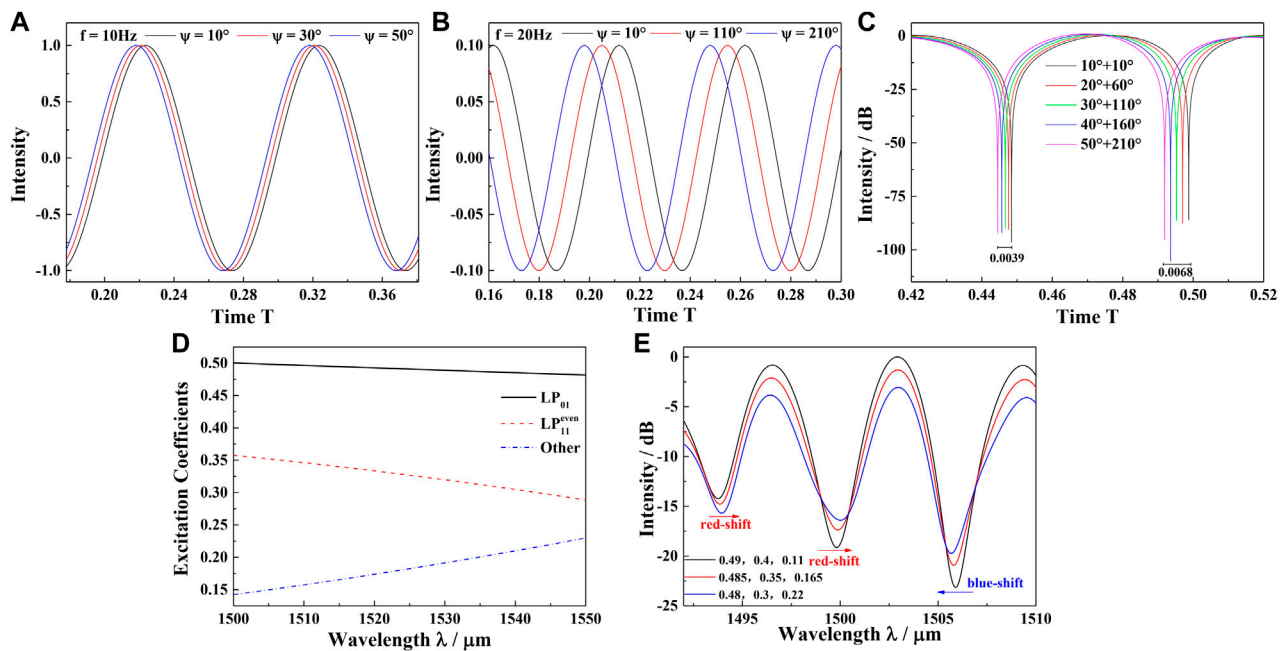 A
f = 10Hz ψ = 10° ψ = 30° ψ = 50°
1.0
0.5
0.0
-0.5
-1.0
Intensity
0.20 0.24 0.28 0.32 0.36
Time T
B
f = 20Hz ψ = 10° ψ = 110° ψ = 210°
0.10
0.05
0.00
-0.05
-0.10
Intensity
0.16 0.18 0.20 0.22 0.24 0.26 0.28 0.30
Time T
C
0
-25
-50
-75
-100
Intensity / dB
10°+10°
20°+60°
30°+110°
40°+160°
50°+210°
0.0039
0.0068
0.42 0.44 0.46 0.48 0.50 0.52
Time T
D
0.50
0.45
0.40
0.35
0.30
0.25
0.20
0.15
Excitation Coefficients
LP01
LP11even
Other
1500 1510 1520 1530 1540 1550
Wavelength λ / μm
E
0
-5
-10
-15
-20
-25
Intensity / dB
red-shift
red-shift
blue-shift
0.49, 0.4, 0.11
0.485, 0.35, 0.165
0.48, 0.3, 0.22
1495 1500 1505 1510
Wavelength λ / μm